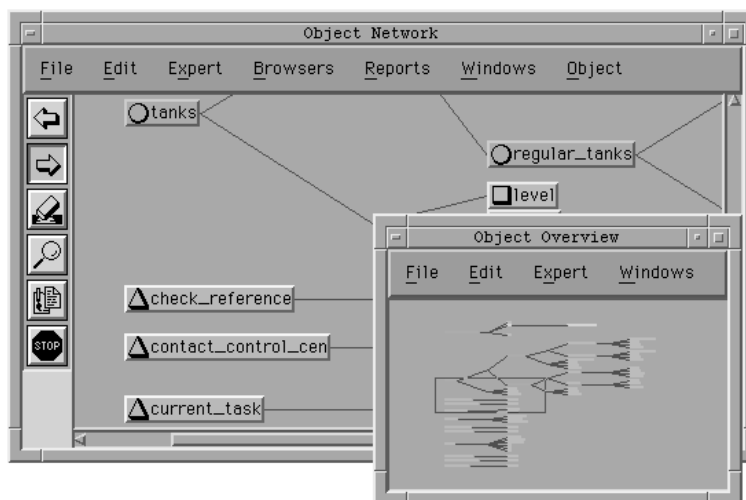 Object Network
File Edit Expert Browsers Reports Windows Object
tanks
regular_tanks
level
Object Overview
File Edit Expert Windows
check_reference
contact_control_cen
STOP
current_task